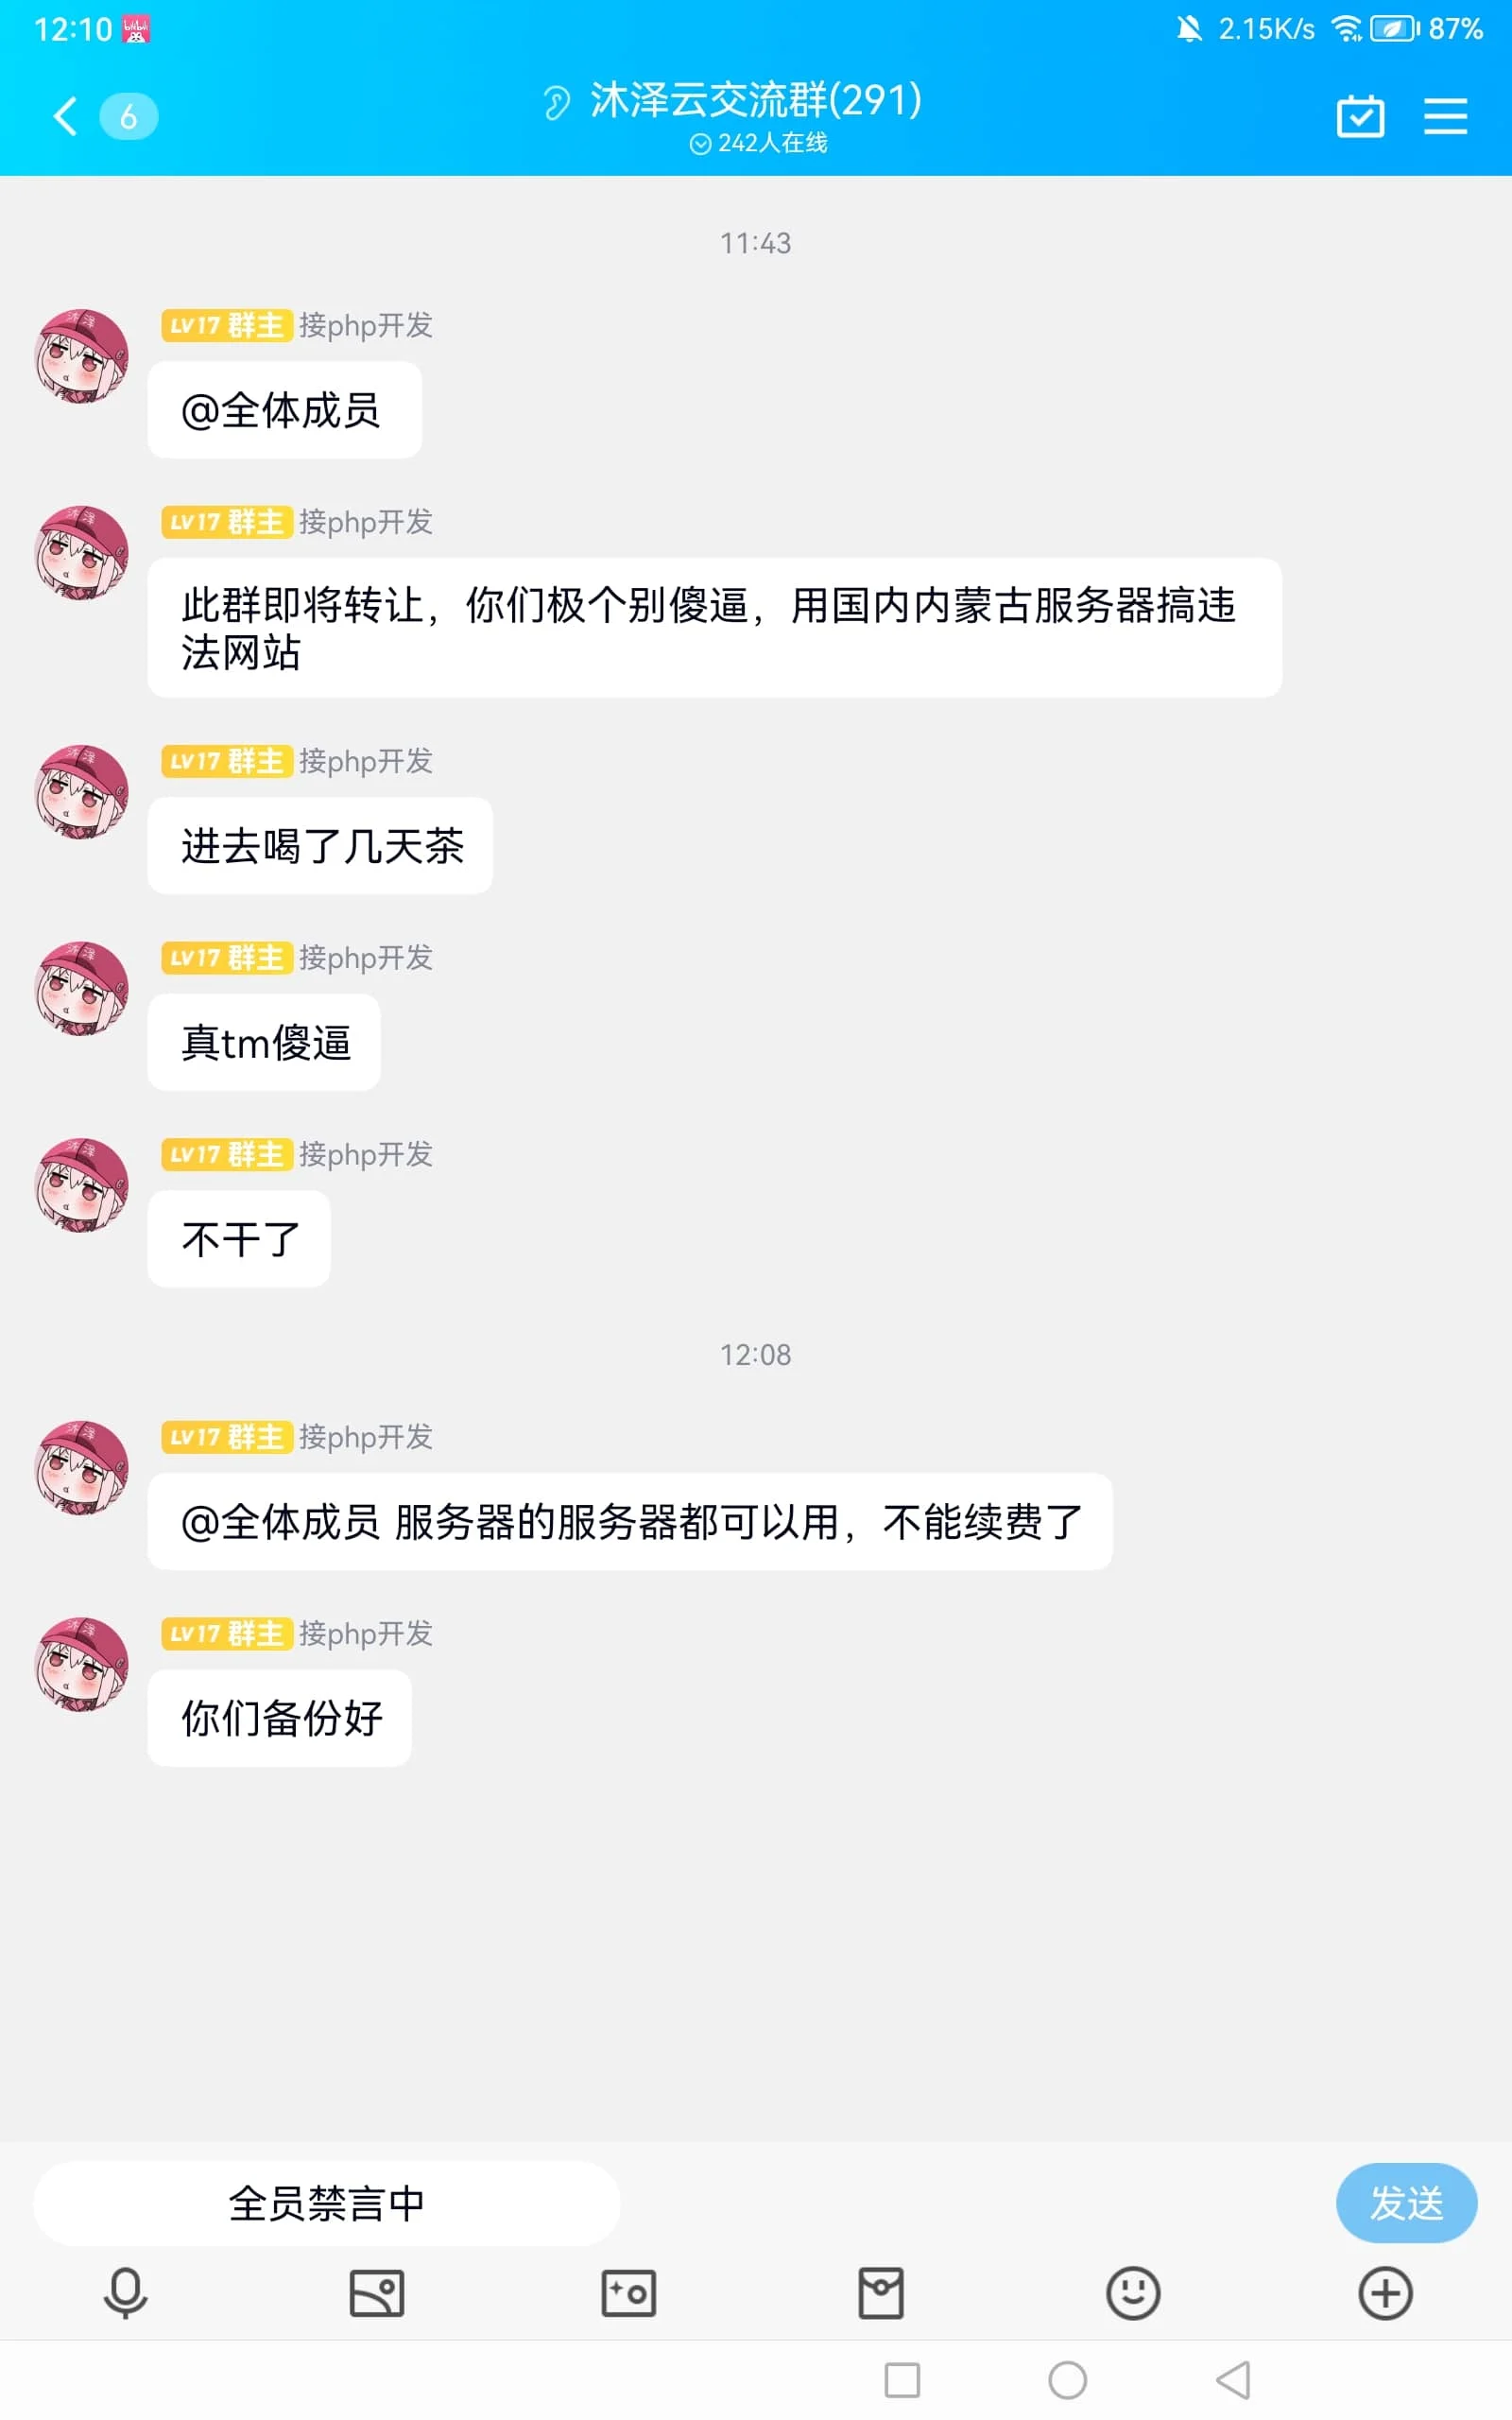 12:10 bilibili 2.15K/s 87%
6
沐泽云交流群(291)
242人在线
11:43
LV17 群主 接php开发
@全体成员
LV17 群主 接php开发
此群即将转让，你们极个别傻逼，用国内内蒙古服务器搞违
法网站
LV17 群主 接php开发
进去喝了几天茶
LV17 群主 接php开发
真tm傻逼
LV17 群主 接php开发
不干了
12:08
LV17 群主 接php开发
@全体成员 服务器的服务器都可以用，不能续费了
LV17 群主 接php开发
你们备份好
全员禁言中
发送